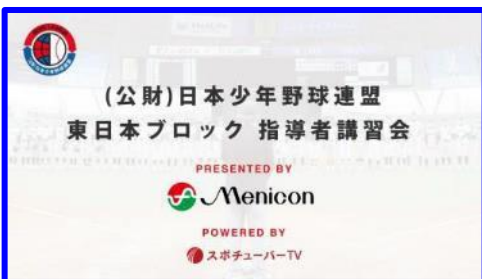 (公財)日本少年野球連盟
東日本ブロック 指導者講習会
PRESENTED BY
Menicon
POWERED BY
スポチューバーTV